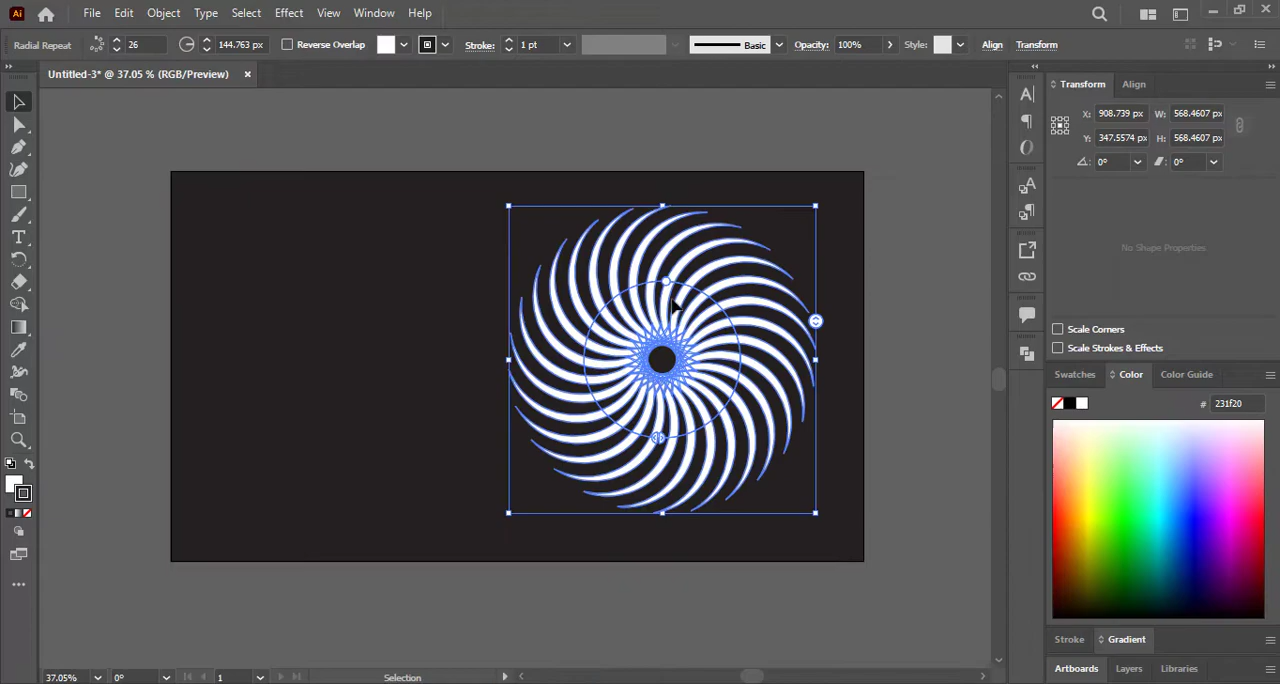 Ai File Edit Object Type Select Effect View Window Help
Radial Repeat 26 144.763 px Reverse Overlap Stroke: 1 pt Basic Opacity: 100% Style: Align Transform
Untitled-3* @ 37.05 % (RGB/Preview) ×
Transform Align
X: 908.739 px W: 568.4607 px
Y: 347.5574 px H: 568.4607 px
0° 0°
No Shape Properties
Scale Corners
Scale Strokes & Effects
Swatches Color Color Guide
# 231f20
Stroke Gradient
Artboards Layers Libraries
37.05% 0° 1 Selection